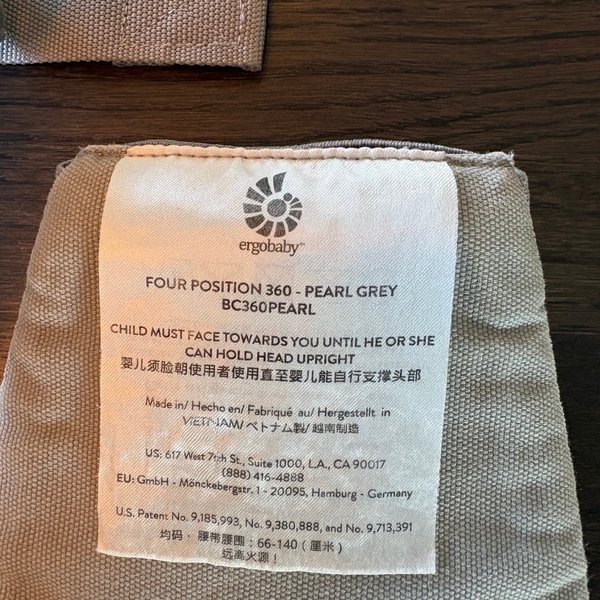 ergobaby™
FOUR POSITION 360 - PEARL GREY
BC360PEARL
CHILD MUST FACE TOWARDS YOU UNTIL HE OR SHE
CAN HOLD HEAD UPRIGHT
婴儿须脸朝使用者使用直至婴儿能自行支撑头部
Made in/ Hecho en/ Fabriqué au/ Hergestellt in
VIETNAM/ ベトナム製/ 越南制造
US: 617 West 7th St., Suite 1000, L.A., CA 90017
(888) 416-4888
EU: GmbH - Mönckebergstr. 1 - 20095, Hamburg - Germany
U.S. Patent No. 9,185,993, No. 9,380,888, and No. 9,713,391
均码 · 腰带腰围：66-140（厘米）
远离火源！